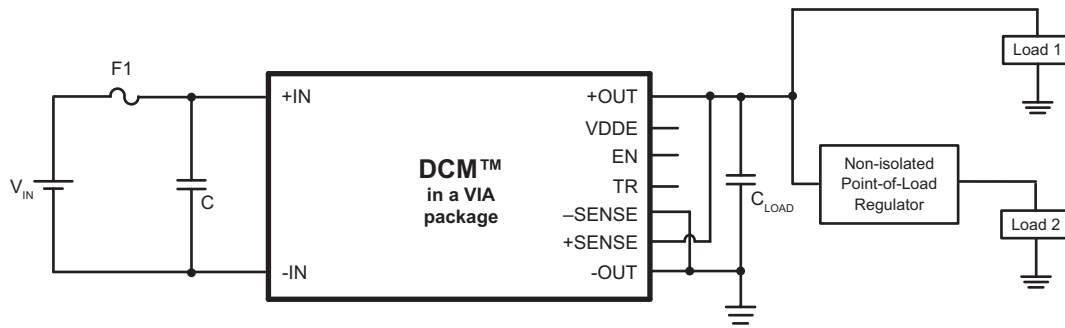 F1
V_IN
C
+IN
-IN
DCM™
in a VIA
package
+OUT
VDDE
EN
TR
–SENSE
+SENSE
-OUT
C_LOAD
Non-isolated
Point-of-Load
Regulator
Load 1
Load 2